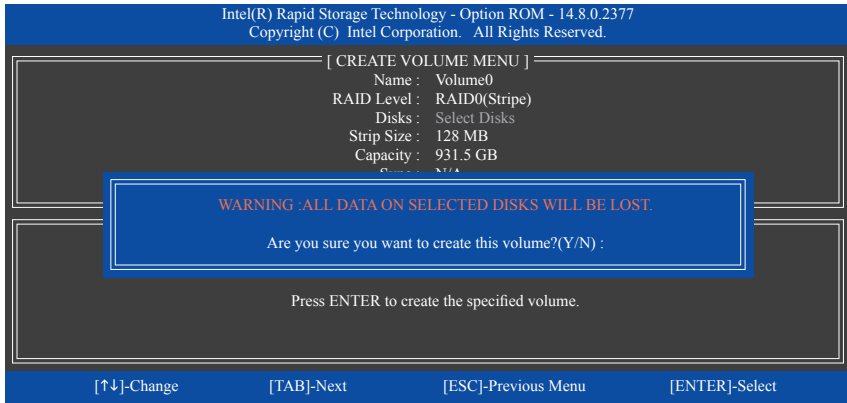 Intel(R) Rapid Storage Technology - Option ROM - 14.8.0.2377
Copyright (C) Intel Corporation. All Rights Reserved.
[ CREATE VOLUME MENU ]
Name : Volume0
RAID Level : RAID0(Stripe)
Disks : Select Disks
Strip Size : 128 MB
Capacity : 931.5 GB
WARNING :ALL DATA ON SELECTED DISKS WILL BE LOST.
Are you sure you want to create this volume?(Y/N) :
Press ENTER to create the specified volume.
[↑↓]-Change [TAB]-Next [ESC]-Previous Menu [ENTER]-Select